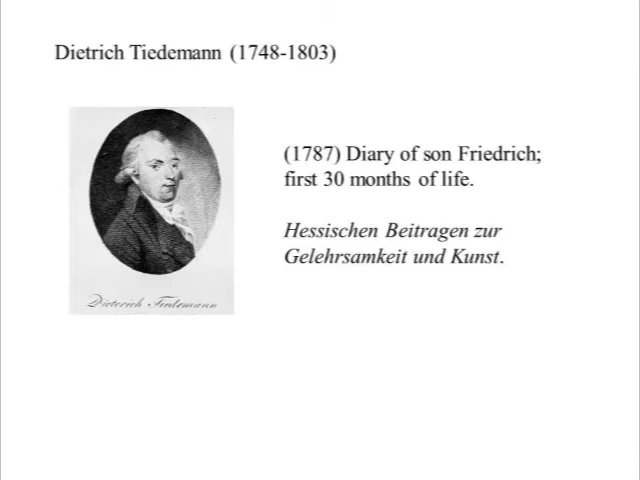 Dietrich Tiedemann (1748-1803)
(1787) Diary of son Friedrich;
first 30 months of life.
Hessischen Beitragen zur
Gelehrsamkeit und Kunst.
Dieterich Tiedemann